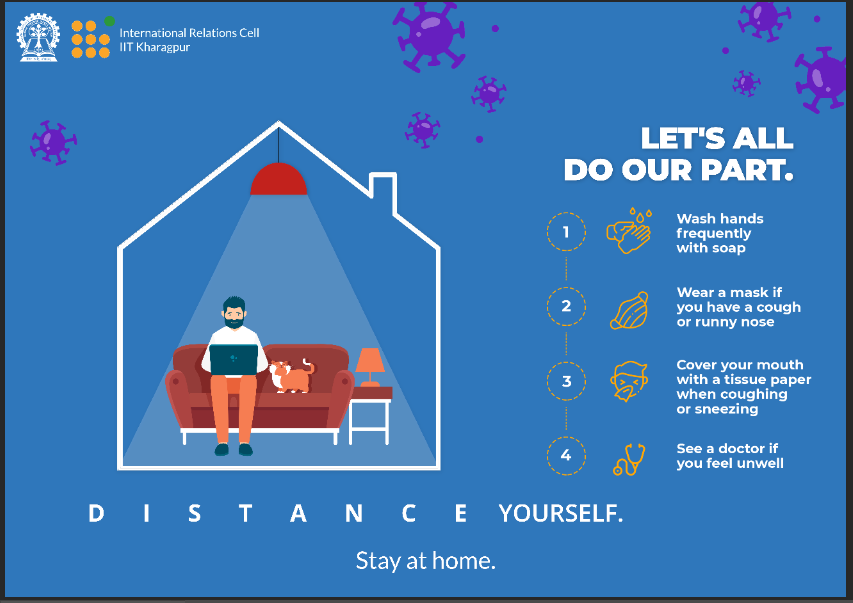 International Relations Cell
IIT Kharagpur
LET'S ALL
DO OUR PART.
1
Wash hands
frequently
with soap
2
Wear a mask if
you have a cough
or runny nose
3
Cover your mouth
with a tissue paper
when coughing
or sneezing
4
See a doctor if
you feel unwell
D I S T A N C E YOURSELF.
Stay at home.